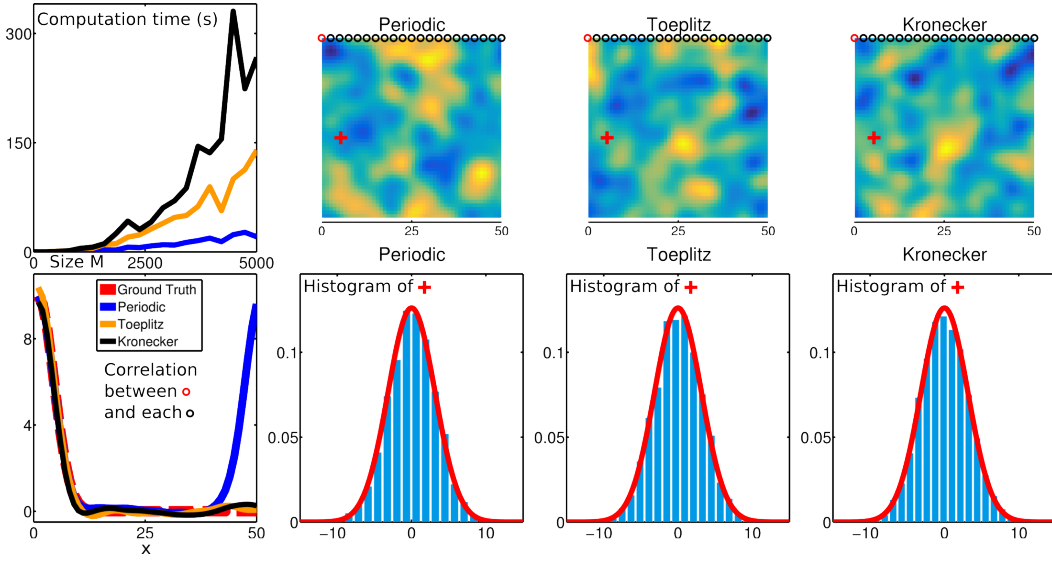 Computation time (s)
300
150
0
0 2500 5000
Size M
Periodic
25 50
Toeplitz
25 50
Kronecker
25 50
Ground Truth
Periodic
Toeplitz
Kronecker
Correlation
between
and each
8
4
0
0 25 50
x
Periodic
Histogram of
0.1
0.05
0
−10 0 10
Toeplitz
Histogram of
0.1
0.05
0
−10 0 10
Kronecker
Histogram of
0.1
0.05
0
−10 0 10